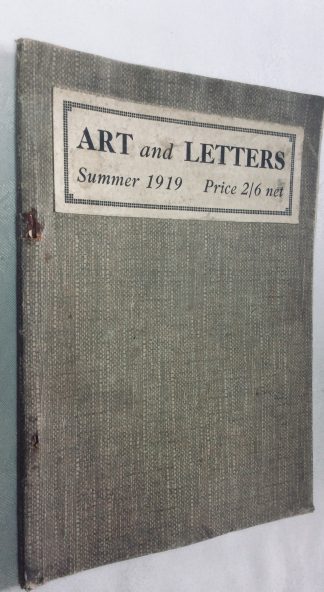 ART and LETTERS
Summer 1919 Price 2/6 net